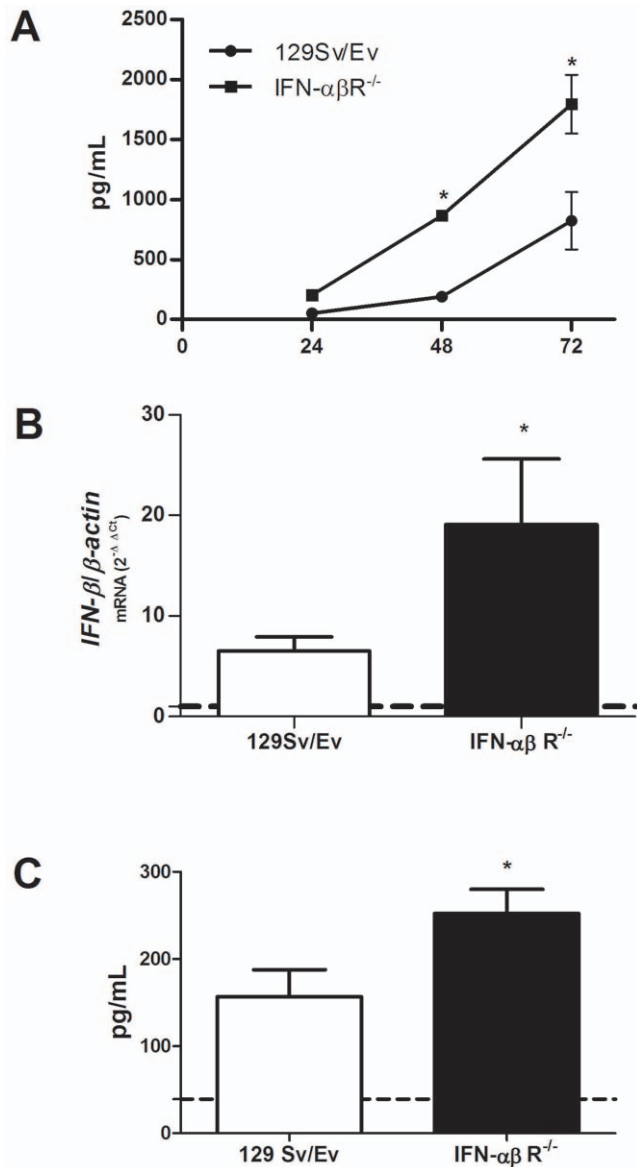 A
2500
2000
1500
1000
500
0
pg/mL
129Sv/Ev
IFN-αβR-/-
*
*
0 24 48 72
B
30
20
10
0
IFN-β/β-actin
mRNA (2-Δ ΔCt)
*
129Sv/Ev IFN-αβ R-/-
C
300
200
100
0
pg/mL
*
129 Sv/Ev IFN-αβ R-/-